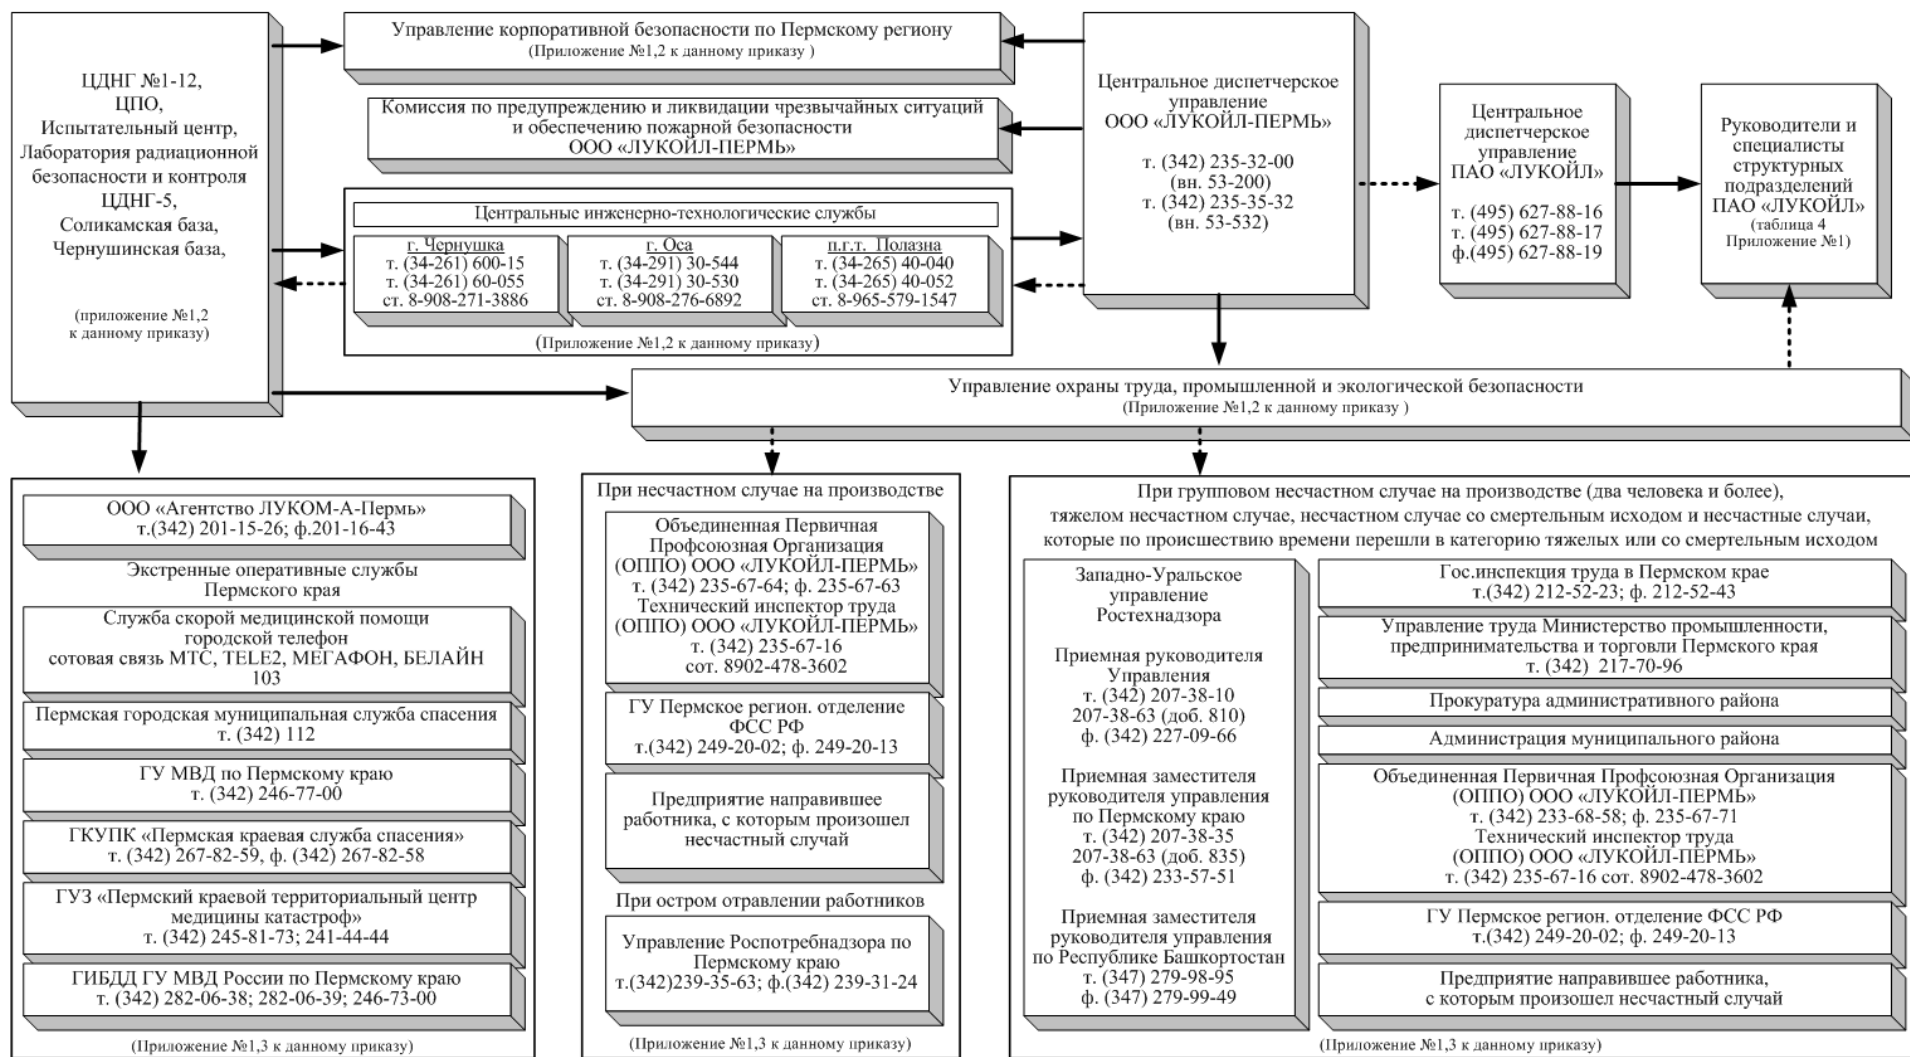 ЦДНГ №1-12,
ЦПО,
Испытательный центр,
Лаборатория радиационной
безопасности и контроля
ЦДНГ-5,
Соликамская база,
Чернушинская база,
(приложение №1,2
к данному приказу)
Управление корпоративной безопасности по Пермскому региону
(Приложение №1,2 к данному приказу )
Комиссия по предупреждению и ликвидации чрезвычайных ситуаций
и обеспечению пожарной безопасности
ООО «ЛУКОЙЛ-ПЕРМЬ»
Центральные инженерно-технологические службы
г. Чернушка
т. (34-261) 600-15
т. (34-261) 60-055
ст. 8-908-271-3886
г. Оса
т. (34-291) 30-544
т. (34-291) 30-530
ст. 8-908-276-6892
п.г.т. Полазна
т. (34-265) 40-040
т. (34-265) 40-052
ст. 8-965-579-1547
(Приложение №1,2 к данному приказу)
Центральное диспетчерское
управление
ООО «ЛУКОЙЛ-ПЕРМЬ»
т. (342) 235-32-00
(вн. 53-200)
т. (342) 235-35-32
(вн. 53-532)
Центральное
диспетчерское
управление
ПАО «ЛУКОЙЛ»
т. (495) 627-88-16
т. (495) 627-88-17
ф.(495) 627-88-19
Руководители и
специалисты
структурных
подразделений
ПАО «ЛУКОЙЛ»
(таблица 4
Приложение №1)
Управление охраны труда, промышленной и экологической безопасности
(Приложение №1,2 к данному приказу )
ООО «Агентство ЛУКОМ-А-Пермь»
т.(342) 201-15-26; ф.201-16-43
Экстренные оперативные службы
Пермского края
Служба скорой медицинской помощи
городской телефон
сотовая связь МТС, TELE2, МЕГАФОН, БЕЛАЙН
103
Пермская городская муниципальная служба спасения
т. (342) 112
ГУ МВД по Пермскому краю
т. (342) 246-77-00
ГКУПК «Пермская краевая служба спасения»
т. (342) 267-82-59, ф. (342) 267-82-58
ГУЗ «Пермский краевой территориальный центр
медицины катастроф»
т. (342) 245-81-73; 241-44-44
ГИБДД ГУ МВД России по Пермскому краю
т. (342) 282-06-38; 282-06-39; 246-73-00
(Приложение №1,3 к данному приказу)
При несчастном случае на производстве
Объединенная Первичная
Профсоюзная Организация
(ОППО) ООО «ЛУКОЙЛ-ПЕРМЬ»
т. (342) 235-67-64; ф. 235-67-63
Технический инспектор труда
(ОППО) ООО «ЛУКОЙЛ-ПЕРМЬ»
т. (342) 235-67-16
сот. 8902-478-3602
ГУ Пермское регион. отделение
ФСС РФ
т.(342) 249-20-02; ф. 249-20-13
Предприятие направившее
работника, с которым произошел
несчастный случай
При остром отравлении работников
Управление Роспотребнадзора по
Пермскому краю
т.(342)239-35-63; ф.(342) 239-31-24
(Приложение №1,3 к данному приказу)
При групповом несчастном случае на производстве (два человека и более),
тяжелом несчастном случае, несчастном случае со смертельным исходом и несчастные случаи,
которые по происшествию времени перешли в категорию тяжелых или со смертельным исходом
Западно-Уральское
управление
Ростехнадзора
Приемная руководителя
Управления
т. (342) 207-38-10
207-38-63 (доб. 810)
ф. (342) 227-09-66
Приемная заместителя
руководителя управления
по Пермскому краю
т. (342) 207-38-35
207-38-63 (доб. 835)
ф. (342) 233-57-51
Приемная заместителя
руководителя управления
по Республике Башкортостан
т. (347) 279-98-95
ф. (347) 279-99-49
Гос.инспекция труда в Пермском крае
т.(342) 212-52-23; ф. 212-52-43
Управление труда Министерство промышленности,
предпринимательства и торговли Пермского края
т. (342) 217-70-96
Прокуратура административного района
Администрация муниципального района
Объединенная Первичная Профсоюзная Организация
(ОППО) ООО «ЛУКОЙЛ-ПЕРМЬ»
т. (342) 233-68-58; ф. 235-67-71
Технический инспектор труда
(ОППО) ООО «ЛУКОЙЛ-ПЕРМЬ»
т. (342) 235-67-16 сот. 8902-478-3602
ГУ Пермское регион. отделение ФСС РФ
т.(342) 249-20-02; ф. 249-20-13
Предприятие направившее работника,
с которым произошел несчастный случай
(Приложение №1,3 к данному приказу)